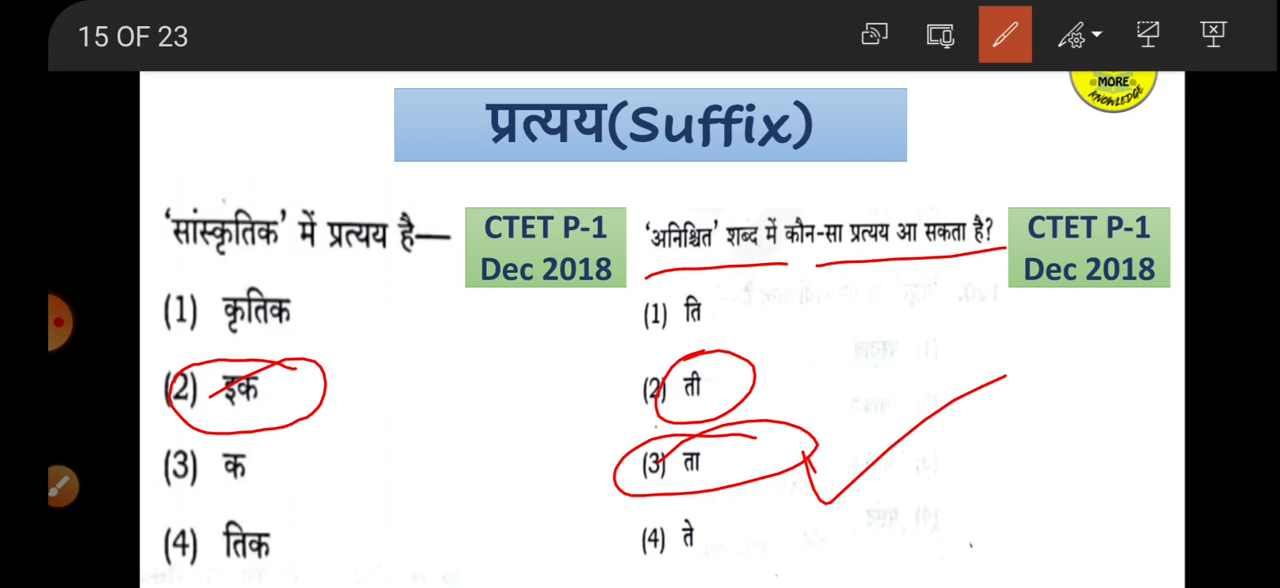 15 OF 23
MORE
KNOWLEDGE
प्रत्यय(Suffix)
‘सांस्कृतिक’ में प्रत्यय है—
CTET P-1
Dec 2018
(1) कृतिक
(2) इक
(3) क
(4) तिक
‘अनिश्चित’ शब्द में कौन-सा प्रत्यय आ सकता है?
CTET P-1
Dec 2018
(1) ति
(2) ती
(3) ता
(4) ते